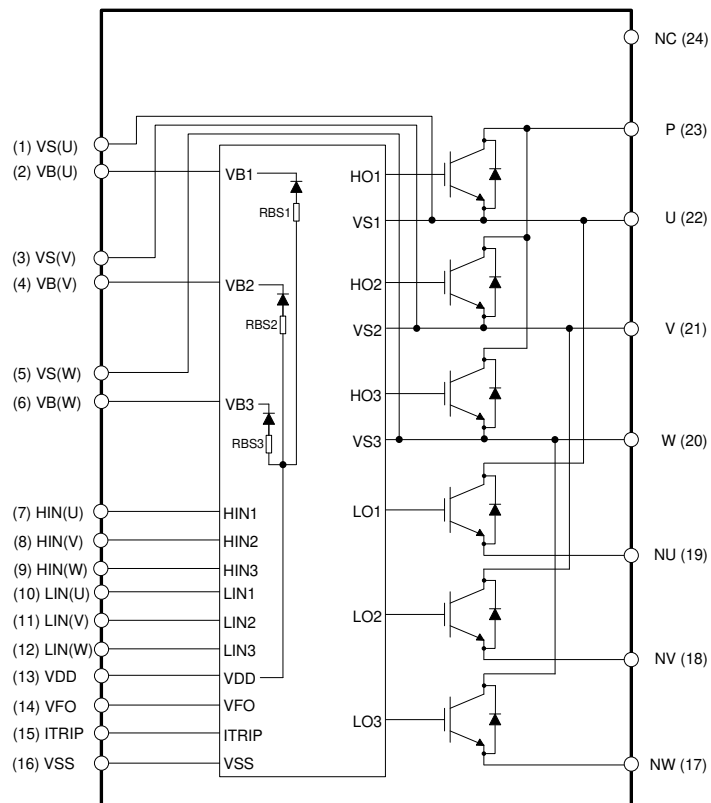 NC (24)
(1) VS(U)
(2) VB(U)
(3) VS(V)
(4) VB(V)
(5) VS(W)
(6) VB(W)
(7) HIN(U)
(8) HIN(V)
(9) HIN(W)
(10) LIN(U)
(11) LIN(V)
(12) LIN(W)
(13) VDD
(14) VFO
(15) ITRIP
(16) VSS
VB1
RBS1
VB2
RBS2
VB3
RBS3
HIN1
HIN2
HIN3
LIN1
LIN2
LIN3
VDD
VFO
ITRIP
VSS
HO1
VS1
HO2
VS2
HO3
VS3
LO1
LO2
LO3
P (23)
U (22)
V (21)
W (20)
NU (19)
NV (18)
NW (17)